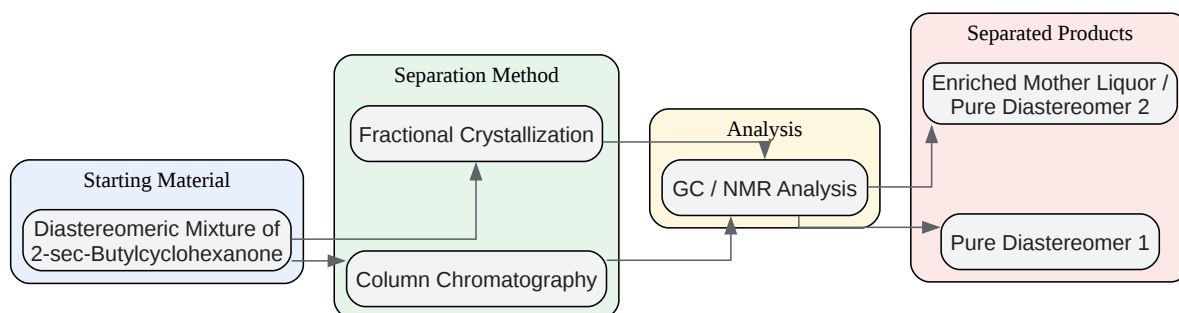 Starting Material
Diastereomeric Mixture of
2-sec-Butylcyclohexanone
Separation Method
Fractional Crystallization
Column Chromatography
Analysis
GC / NMR Analysis
Separated Products
Enriched Mother Liquor /
Pure Diastereomer 2
Pure Diastereomer 1